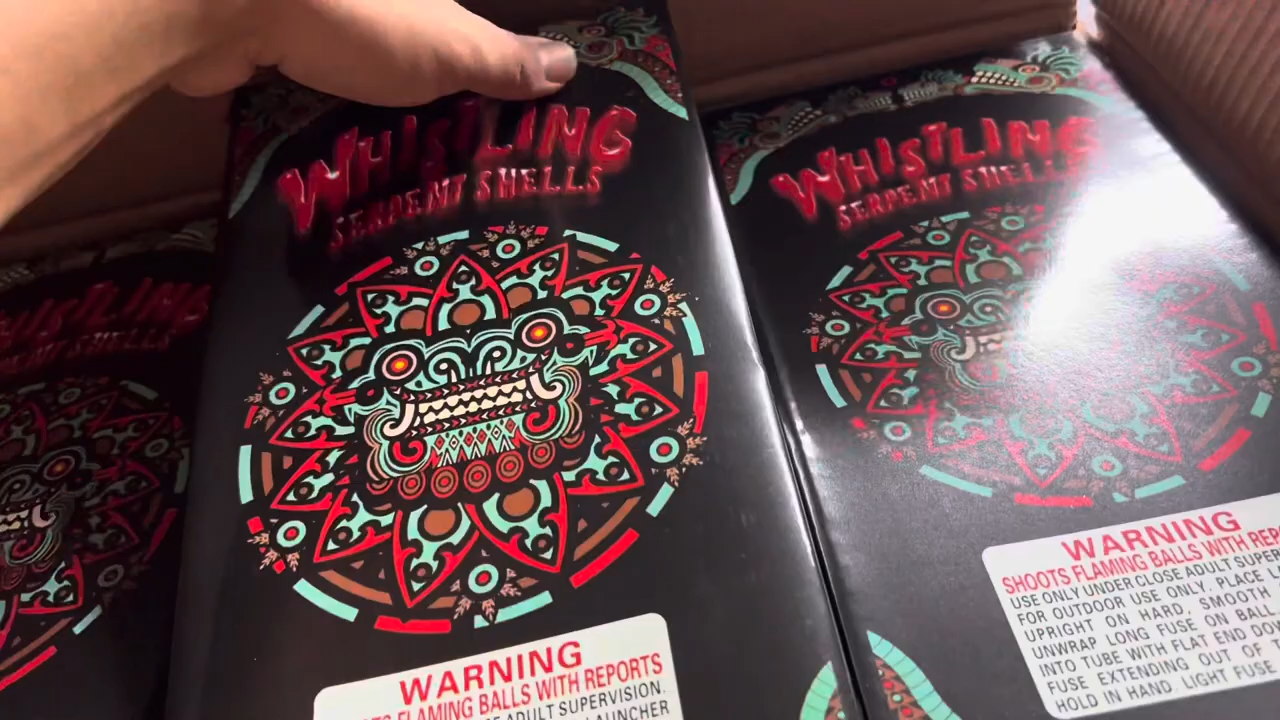 WHISTLING
SERPENT SHELLS
WARNING
FLAMING BALLS WITH REPORTS
ADULT SUPERVISION.
LAUNCHER
WHISTLING
SERPENT SHELLS
WARNING
SHOOTS FLAMING BALLS WITH
USE ONLY UNDER CLOSE ADULT
FOR OUTDOOR USE ONLY. PLACE
UPRIGHT ON HARD, SMOOTH
UNWRAP LONG FUSE ON BALL
INTO TUBE WITH FLAT END
FUSE EXTENDING OUT OF
HOLD IN HAND. LIGHT FUSE
SERPENT SHELLS